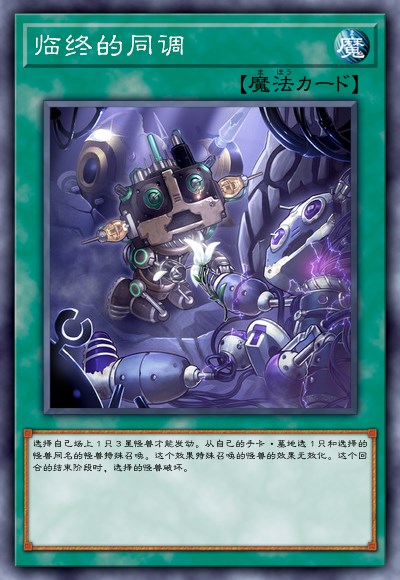 临终的同调
魔
【魔法カード】
选择自己场上1只3星怪兽才能发动。从自己的手卡·墓地选1只和选择的
怪兽同名的怪兽特殊召唤。这个效果特殊召唤的怪兽的效果无效化。这个回
合的结束阶段时，选择的怪兽破坏。